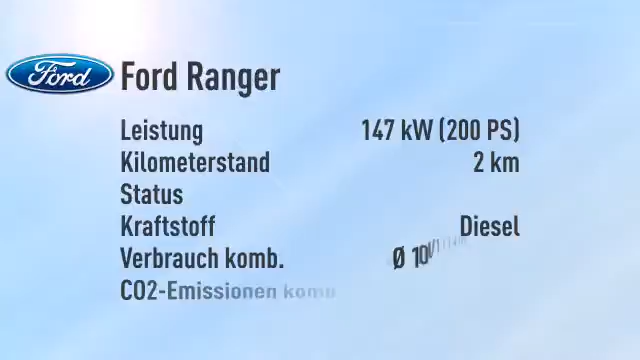 Ford
Ford Ranger
Leistung 147 kW (200 PS)
Kilometerstand 2 km
Status
Kraftstoff Diesel
Verbrauch komb. Ø 10
CO2-Emissionen komb